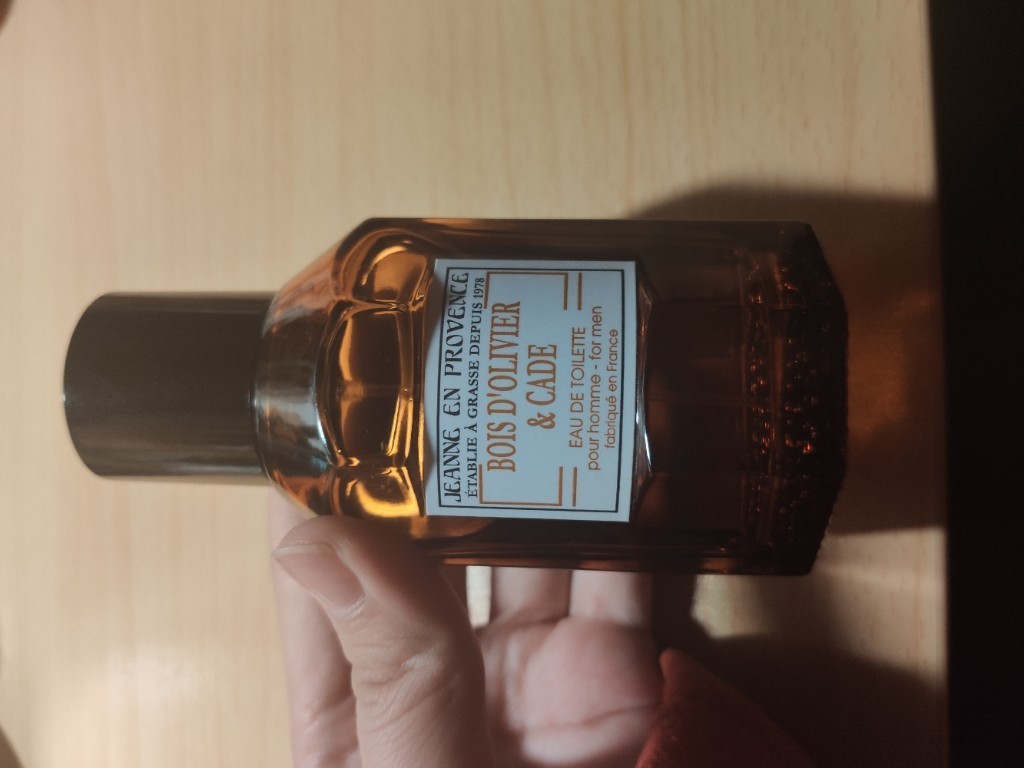 JEANNE EN PROVENCE
ÉTABLIE À GRASSE DEPUIS 1978
BOIS D'OLIVIER
& CADE
EAU DE TOILETTE
pour homme - for men
fabriqué en France